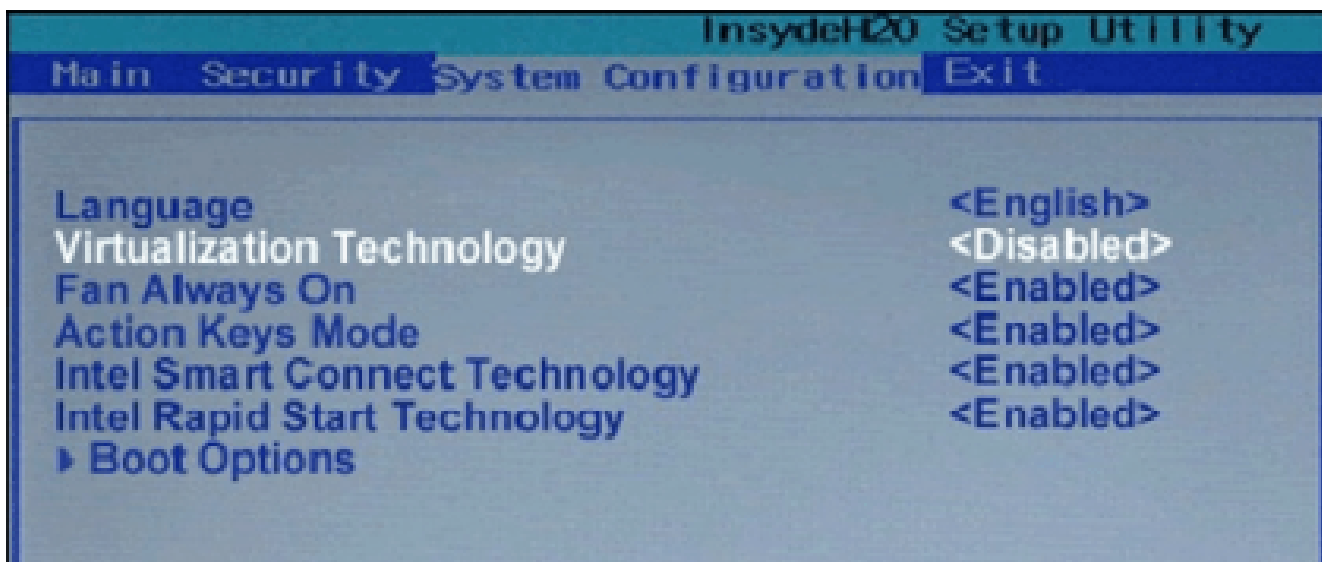 InsydeH20 Setup Utility
Main Security System Configuration Exit
Language <English>
Virtualization Technology <Disabled>
Fan Always On <Enabled>
Action Keys Mode <Enabled>
Intel Smart Connect Technology <Enabled>
Intel Rapid Start Technology <Enabled>
Boot Options